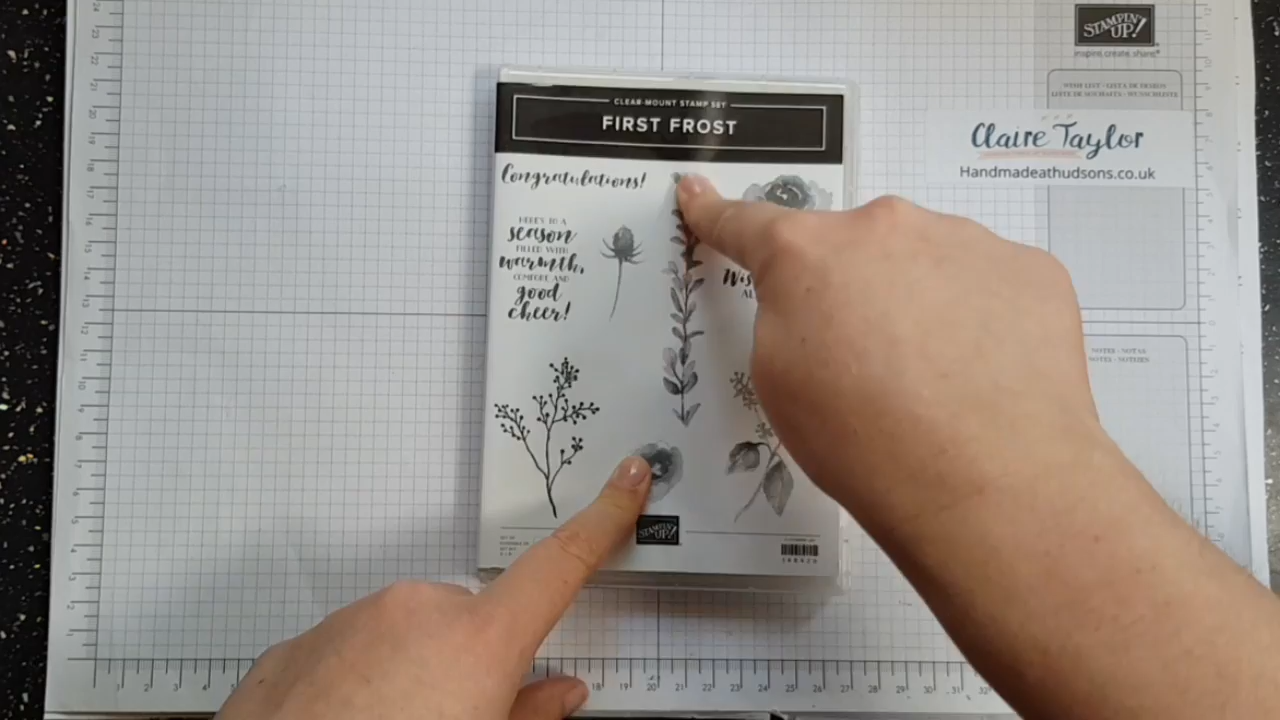 CLEAR-MOUNT STAMP SET
FIRST FROST
Congratulations!
HERE'S TO A
season
FILLED WITH
warmth,
COMFORT AND
good
cheer!
STAMPIN' UP!
STAMPIN' UP!
inspire.create.share.
WISH LIST • LISTA DE DESEOS
LISTE DE SOUHAITS • WUNSCHLISTE
Claire Taylor
Handmadeathudsons.co.uk
NOTES • NOTAS
NOTES • NOTIZEN